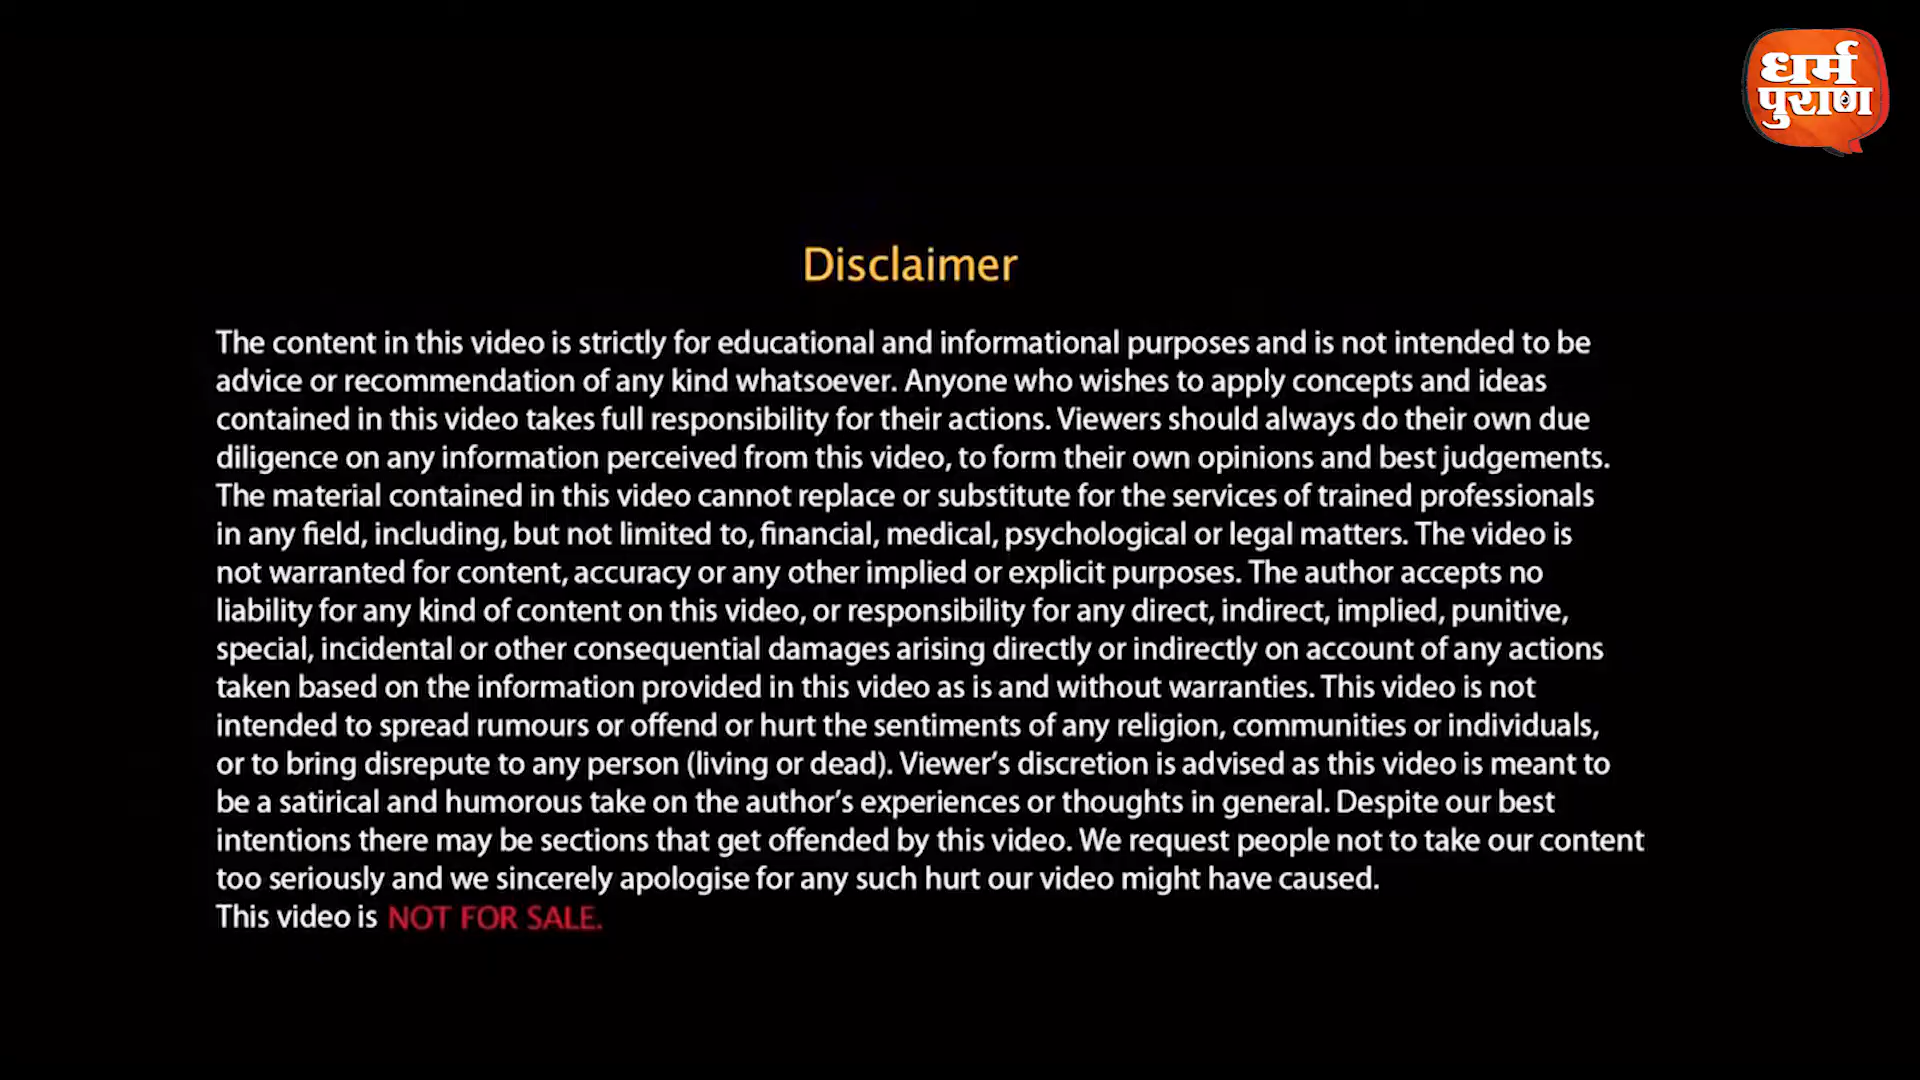 धर्म
पुराण
Disclaimer
The content in this video is strictly for educational and informational purposes and is not intended to be
advice or recommendation of any kind whatsoever. Anyone who wishes to apply concepts and ideas
contained in this video takes full responsibility for their actions. Viewers should always do their own due
diligence on any information perceived from this video, to form their own opinions and best judgements.
The material contained in this video cannot replace or substitute for the services of trained professionals
in any field, including, but not limited to, financial, medical, psychological or legal matters. The video is
not warranted for content, accuracy or any other implied or explicit purposes. The author accepts no
liability for any kind of content on this video, or responsibility for any direct, indirect, implied, punitive,
special, incidental or other consequential damages arising directly or indirectly on account of any actions
taken based on the information provided in this video as is and without warranties. This video is not
intended to spread rumours or offend or hurt the sentiments of any religion, communities or individuals,
or to bring disrepute to any person (living or dead). Viewer’s discretion is advised as this video is meant to
be a satirical and humorous take on the author’s experiences or thoughts in general. Despite our best
intentions there may be sections that get offended by this video. We request people not to take our content
too seriously and we sincerely apologise for any such hurt our video might have caused.
This video is NOT FOR SALE.